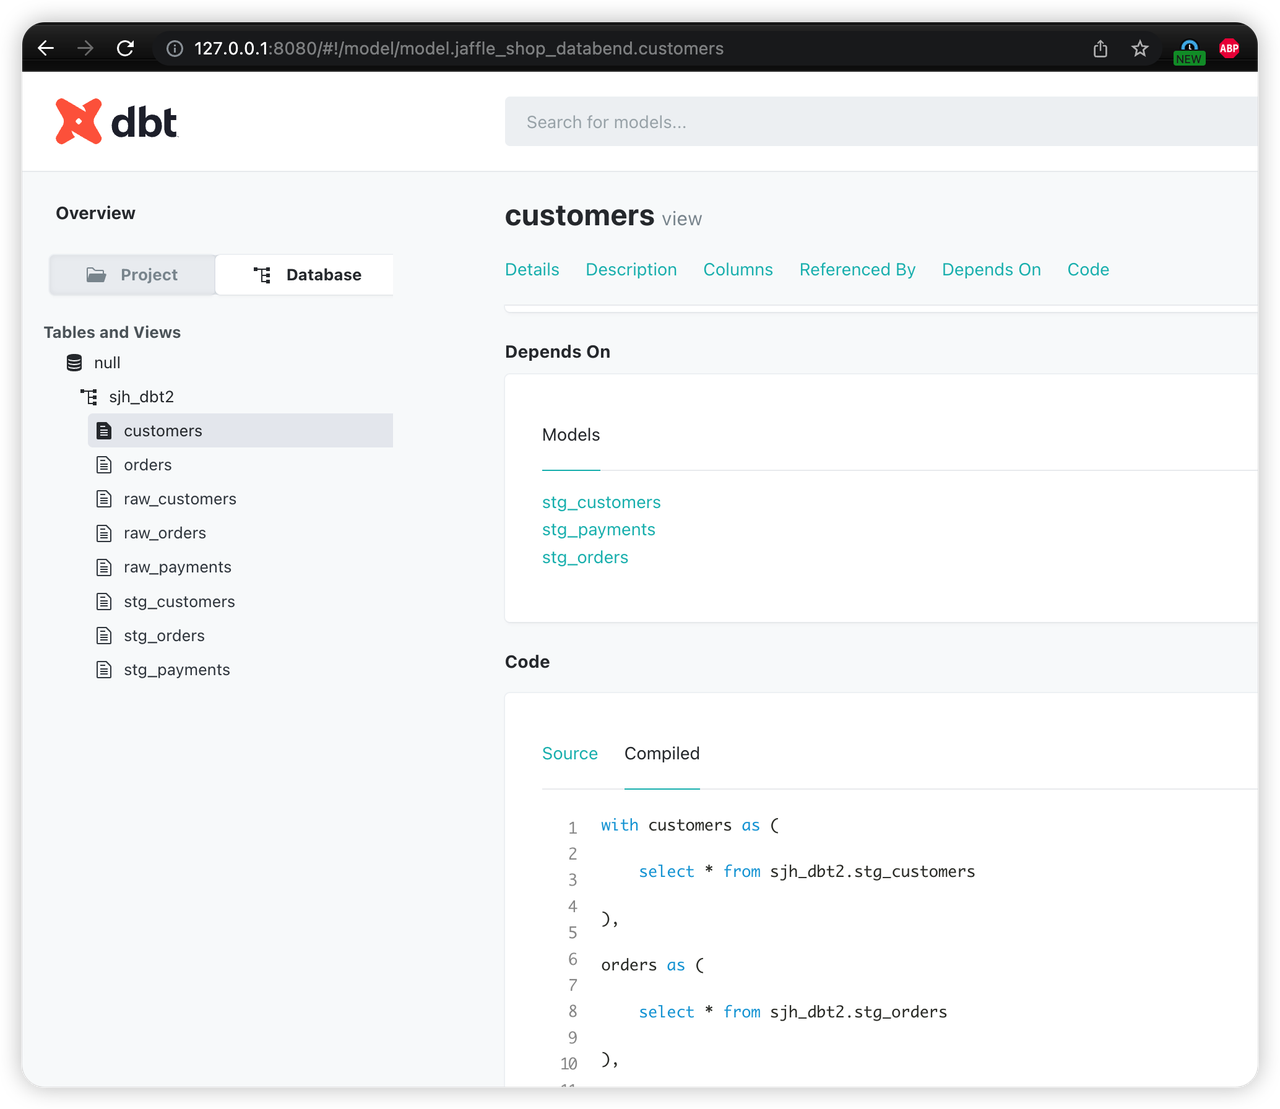 127.0.0.1:8080/#!/model/model.jaffle_shop_databend.customers
NEW
ABP
dbt
Search for models...
Overview
Project
Database
Tables and Views
null
sjh_dbt2
customers
orders
raw_customers
raw_orders
raw_payments
stg_customers
stg_orders
stg_payments
customers view
Details Description Columns Referenced By Depends On Code
Depends On
Models
stg_customers
stg_payments
stg_orders
Code
Source Compiled
1 with customers as (
2
3 select * from sjh_dbt2.stg_customers
4
5 ),
6
7 orders as (
8
9 select * from sjh_dbt2.stg_orders
10
11 ),